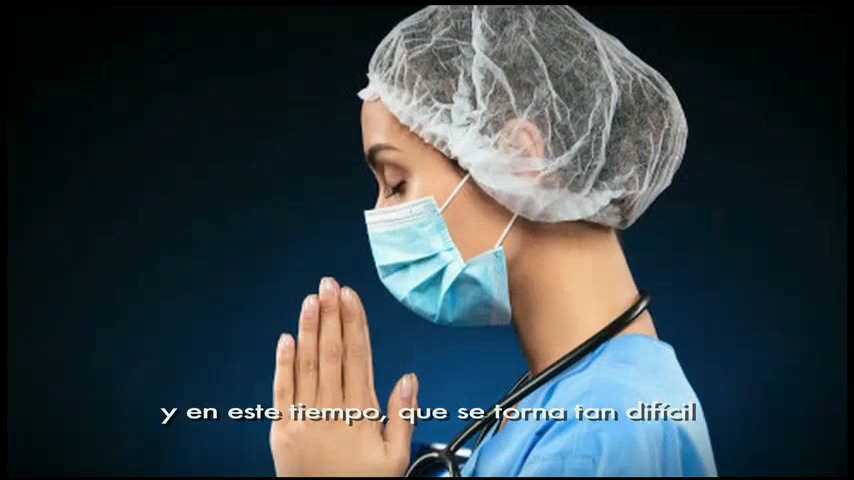 y en este tiempo, que se torna tan difícil